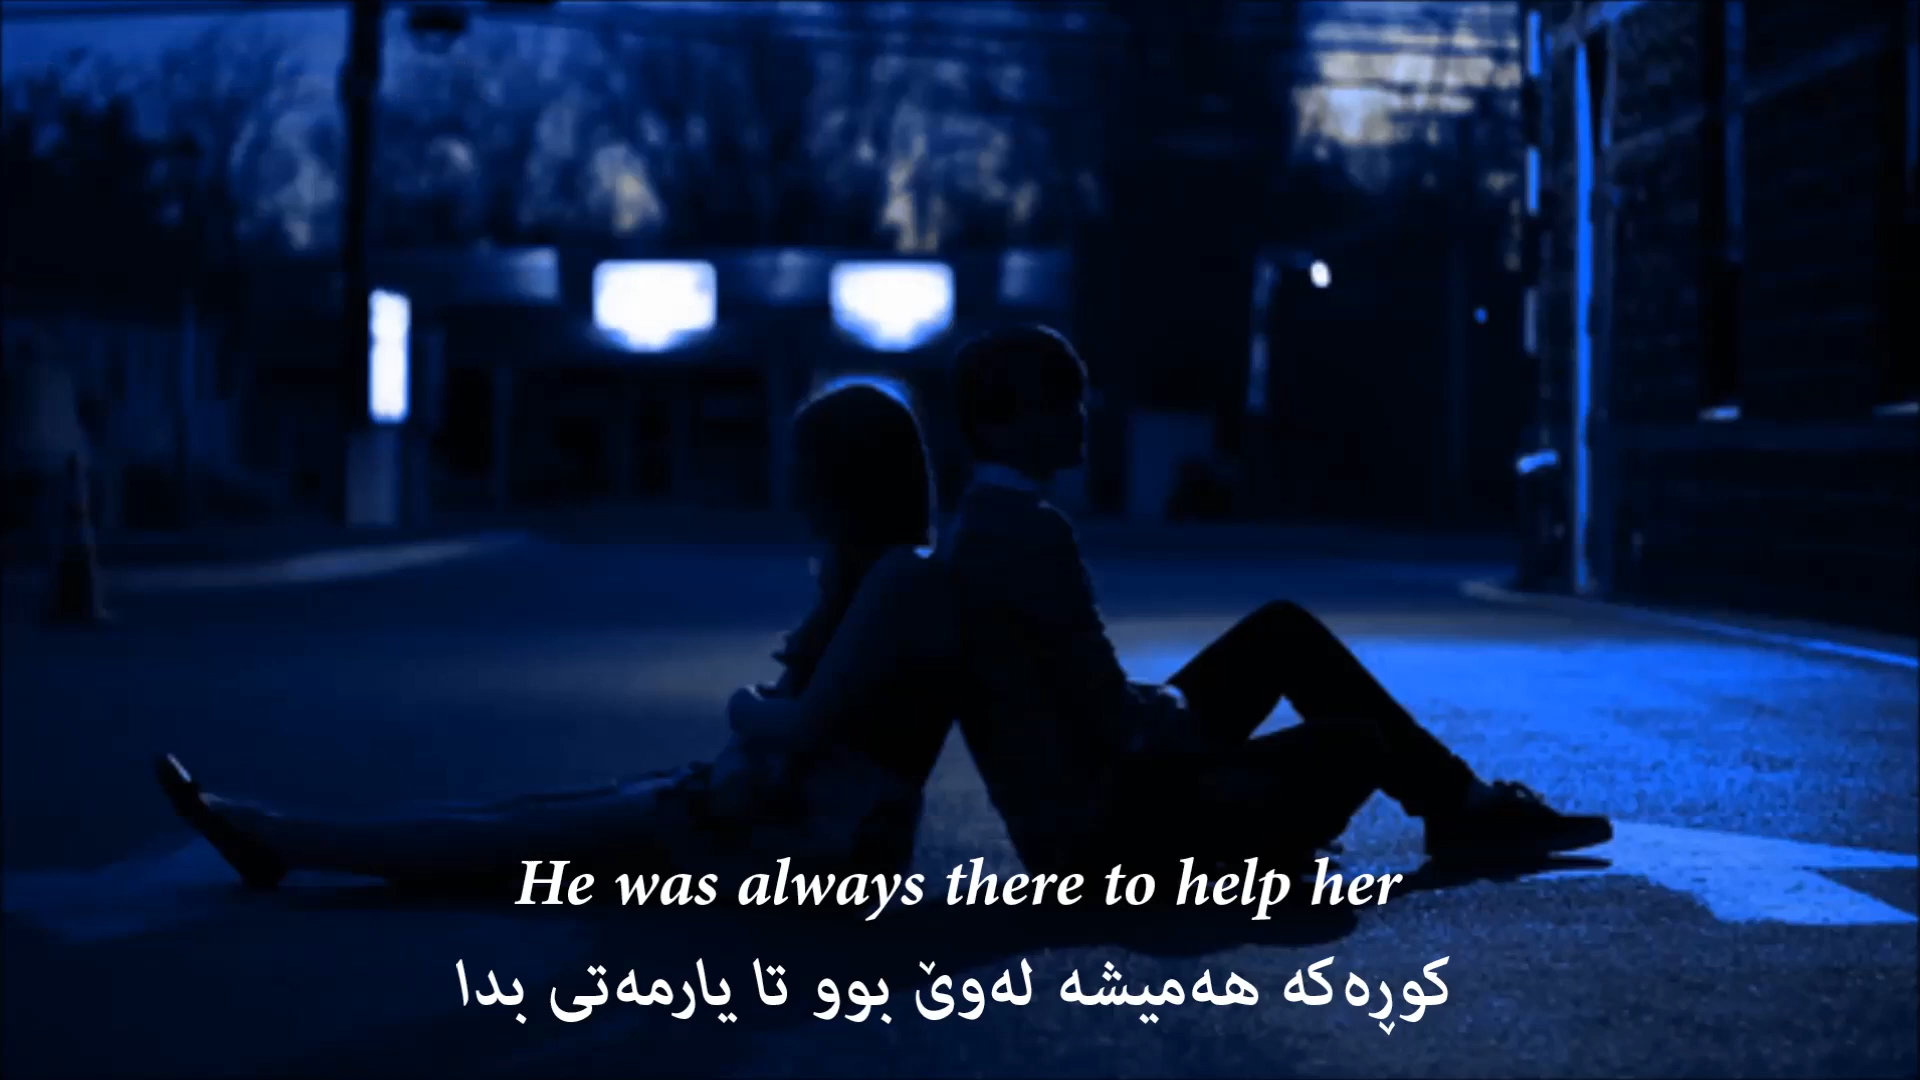 He was always there to help her
کوڕەکە هەمیشە لەوێ بوو تا یارمەتی بدا